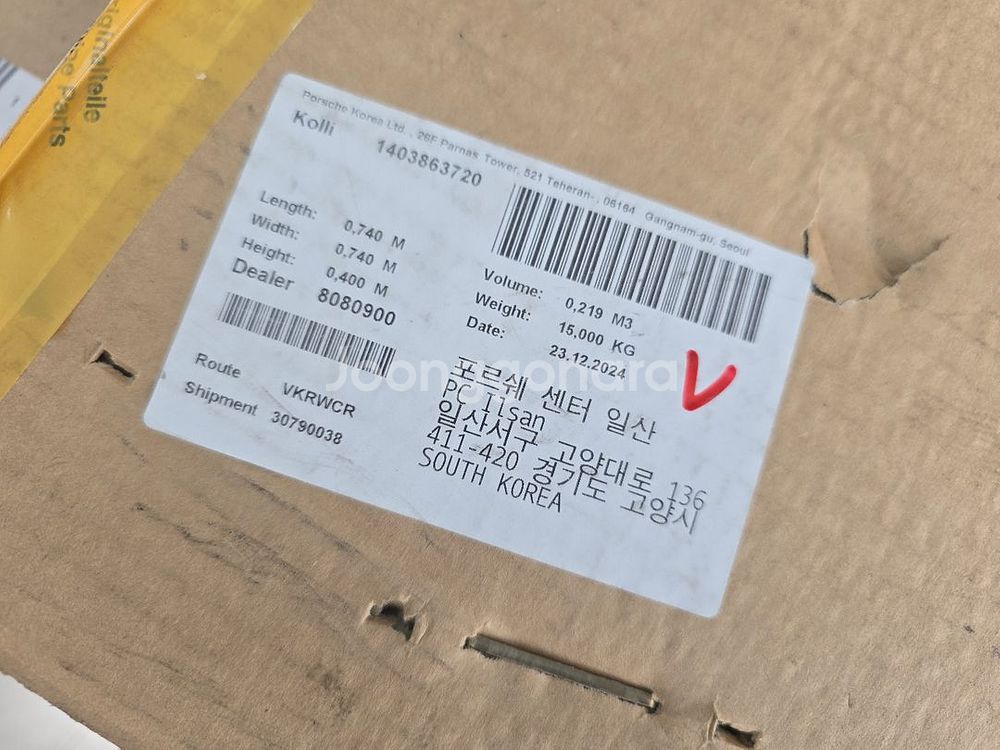 iginalteile
ice Parts
Porsche Korea Ltd. , 26F Parnas Tower, 521 Teheran- , 06164 Gangnam-gu, Seoul
Kolli
1403863720
Length: 0,740 M
Width: 0,740 M
Height: 0,400 M
Dealer 8080900
Volume: 0,219 M3
Weight: 15,000 KG
Date: 23.12.2024
Route VKRWCR
Shipment 30790038
포르쉐 센터 일산
PC Ilsan
일산서구 고양대로 136
411-420 경기도 고양시
SOUTH KOREA
V
Joonggonara